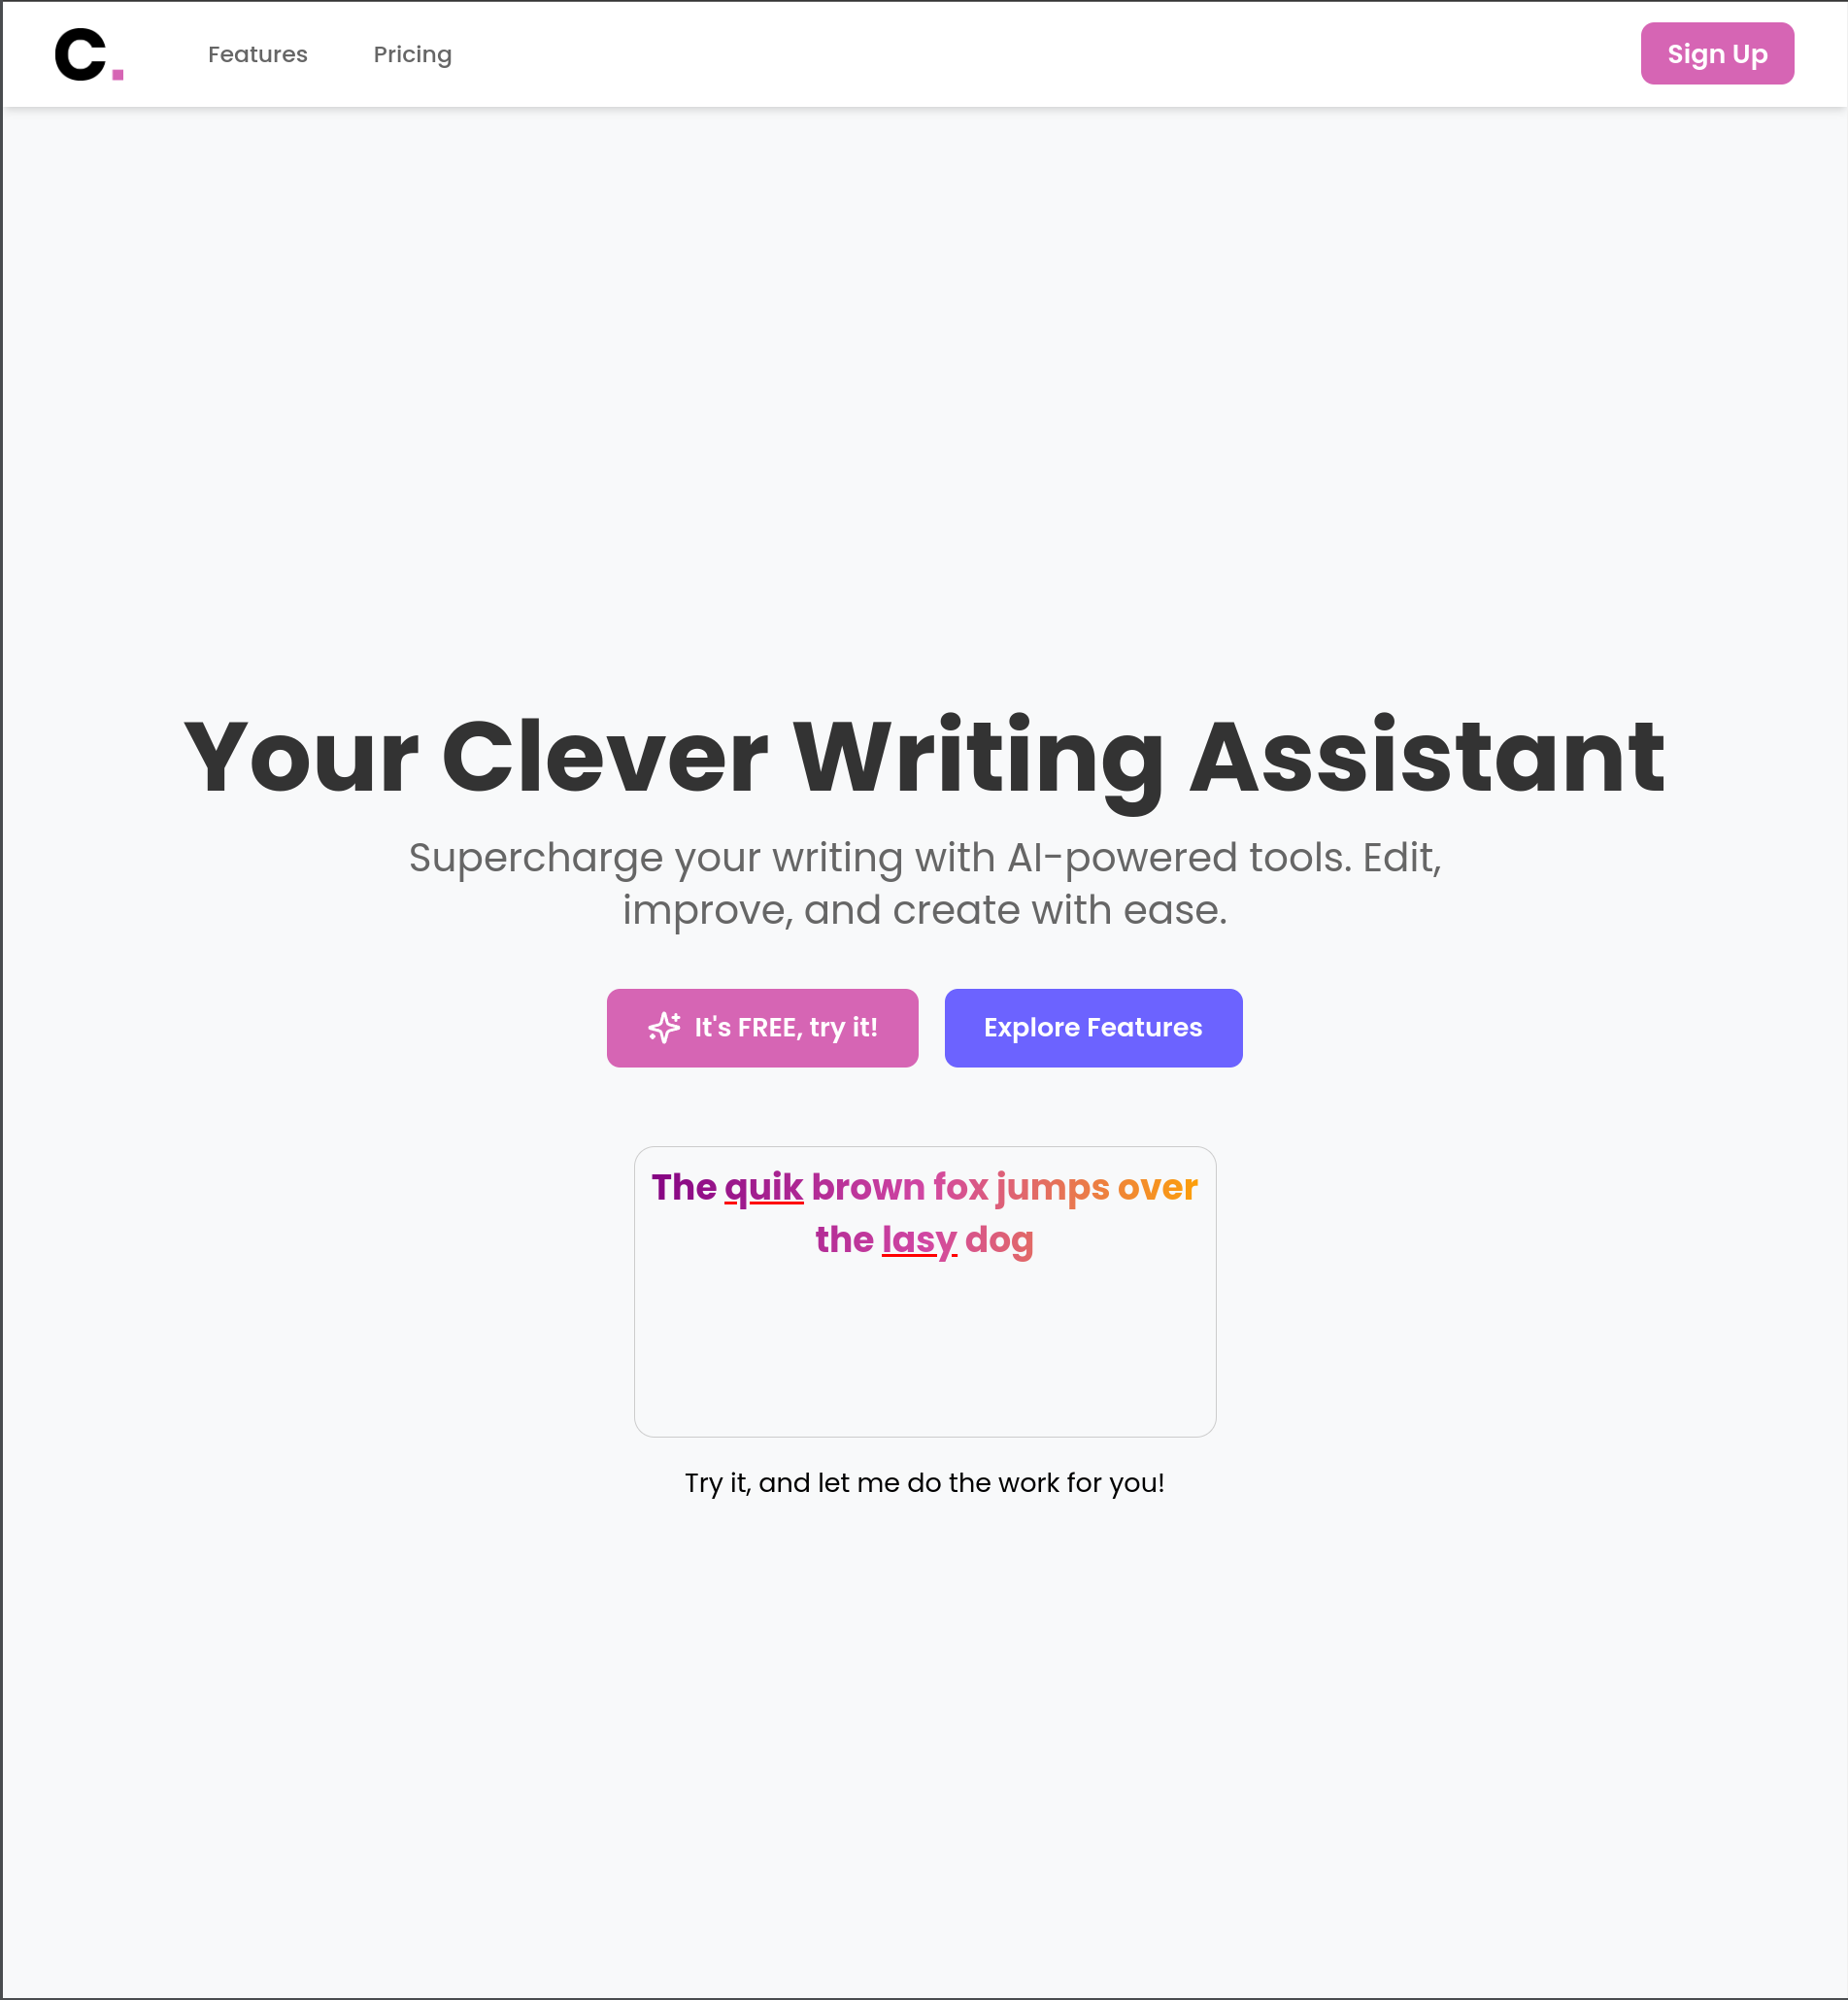 C.
Features
Pricing
Sign Up
Your Clever Writing Assistant
Supercharge your writing with AI-powered tools. Edit,
improve, and create with ease.
It's FREE, try it!
Explore Features
The quik brown fox jumps over
the lasy dog
Try it, and let me do the work for you!